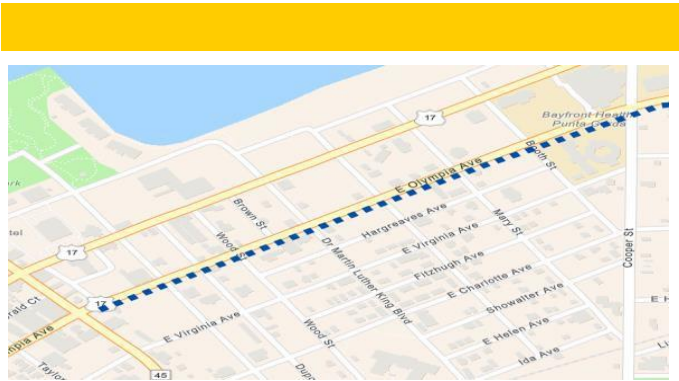 17
Bayfront Health
Punta Gorda
Booth St
E Olympia Ave
Brown St
Hargreaves Ave
Mary St
Wood St
E Virginia Ave
Dr Martin Luther King Blvd
Cooper St
17
Fitzhugh Ave
E Charlotte Ave
Showalter Ave
E H
17
E Virginia Ave
Wood St
E Helen Ave
Ida Ave
45